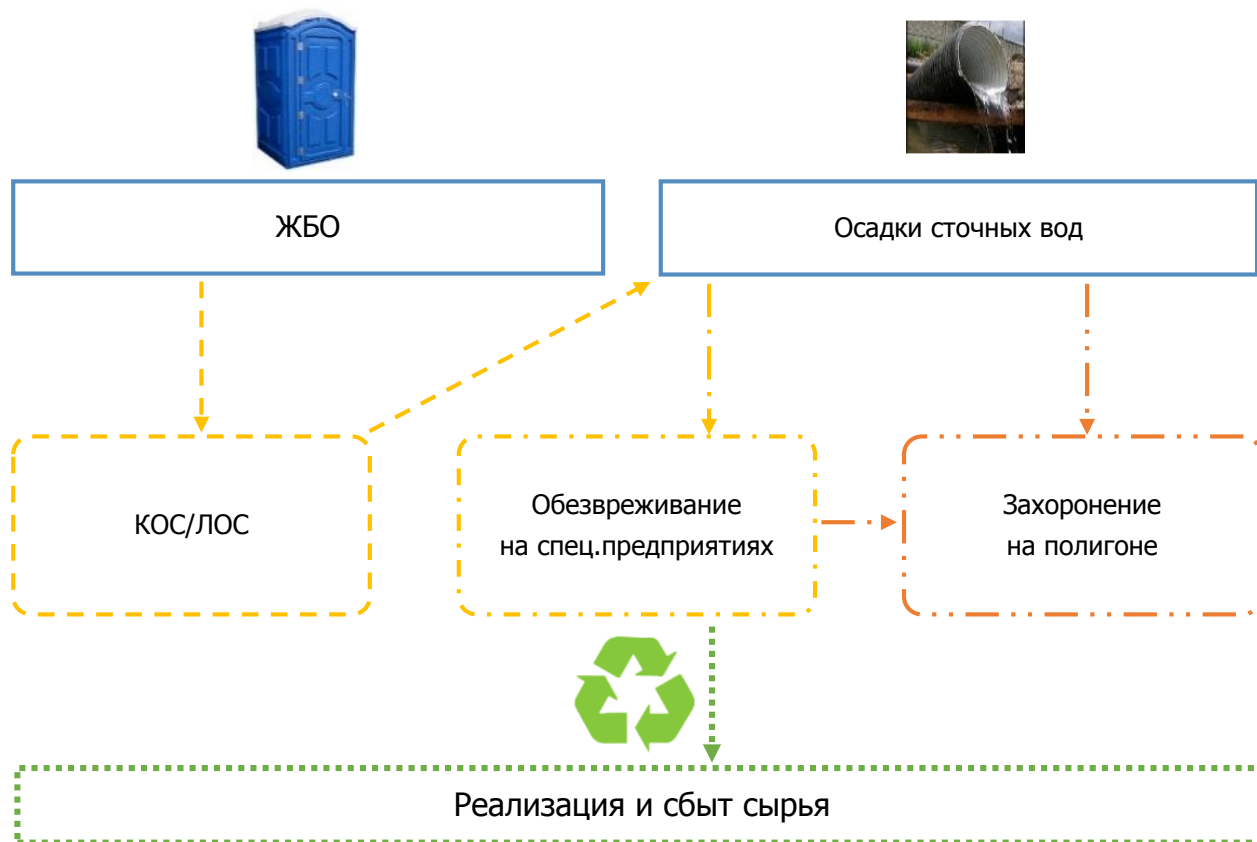 ЖБО
Осадки сточных вод
КОС/ЛОС
Обезвреживание
на спец.предприятиях
Захоронение
на полигоне
Реализация и сбыт сырья